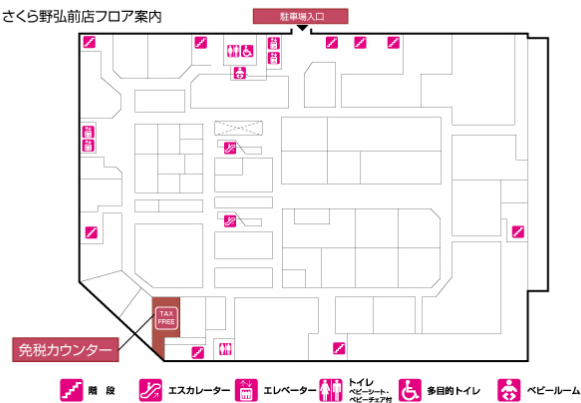 さくら野弘前店フロア案内
駐車場入口
TAX
FREE
免税カウンター
階 段
エスカレーター
エレベーター
トイレ
ベビーシート・
ベビーチェア付
多目的トイレ
ベビールーム